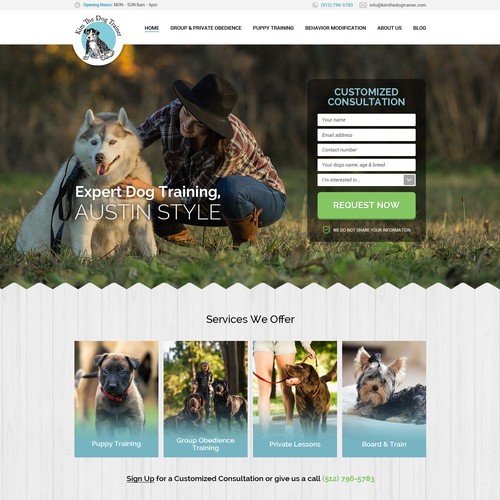 Opening Hours: MON - SUN 8am - 6pm
(512) 796-5783
info@kimthedogtrainer.com
Kim The Dog Trainer
HOME
GROUP & PRIVATE OBEDIENCE
PUPPY TRAINING
BEHAVIOR MODIFICATION
ABOUT US
BLOG
CUSTOMIZED
CONSULTATION
Your name
Email address
Contact number
Your dogs name, age & breed
I'm interested in...
REQUEST NOW
WE DO NOT SHARE YOUR INFORMATION
Expert Dog Training,
AUSTIN STYLE
Services We Offer
Puppy Training
Group Obedience
Training
Private Lessons
Board & Train
Sign Up for a Customized Consultation or give us a call (512) 796-5783